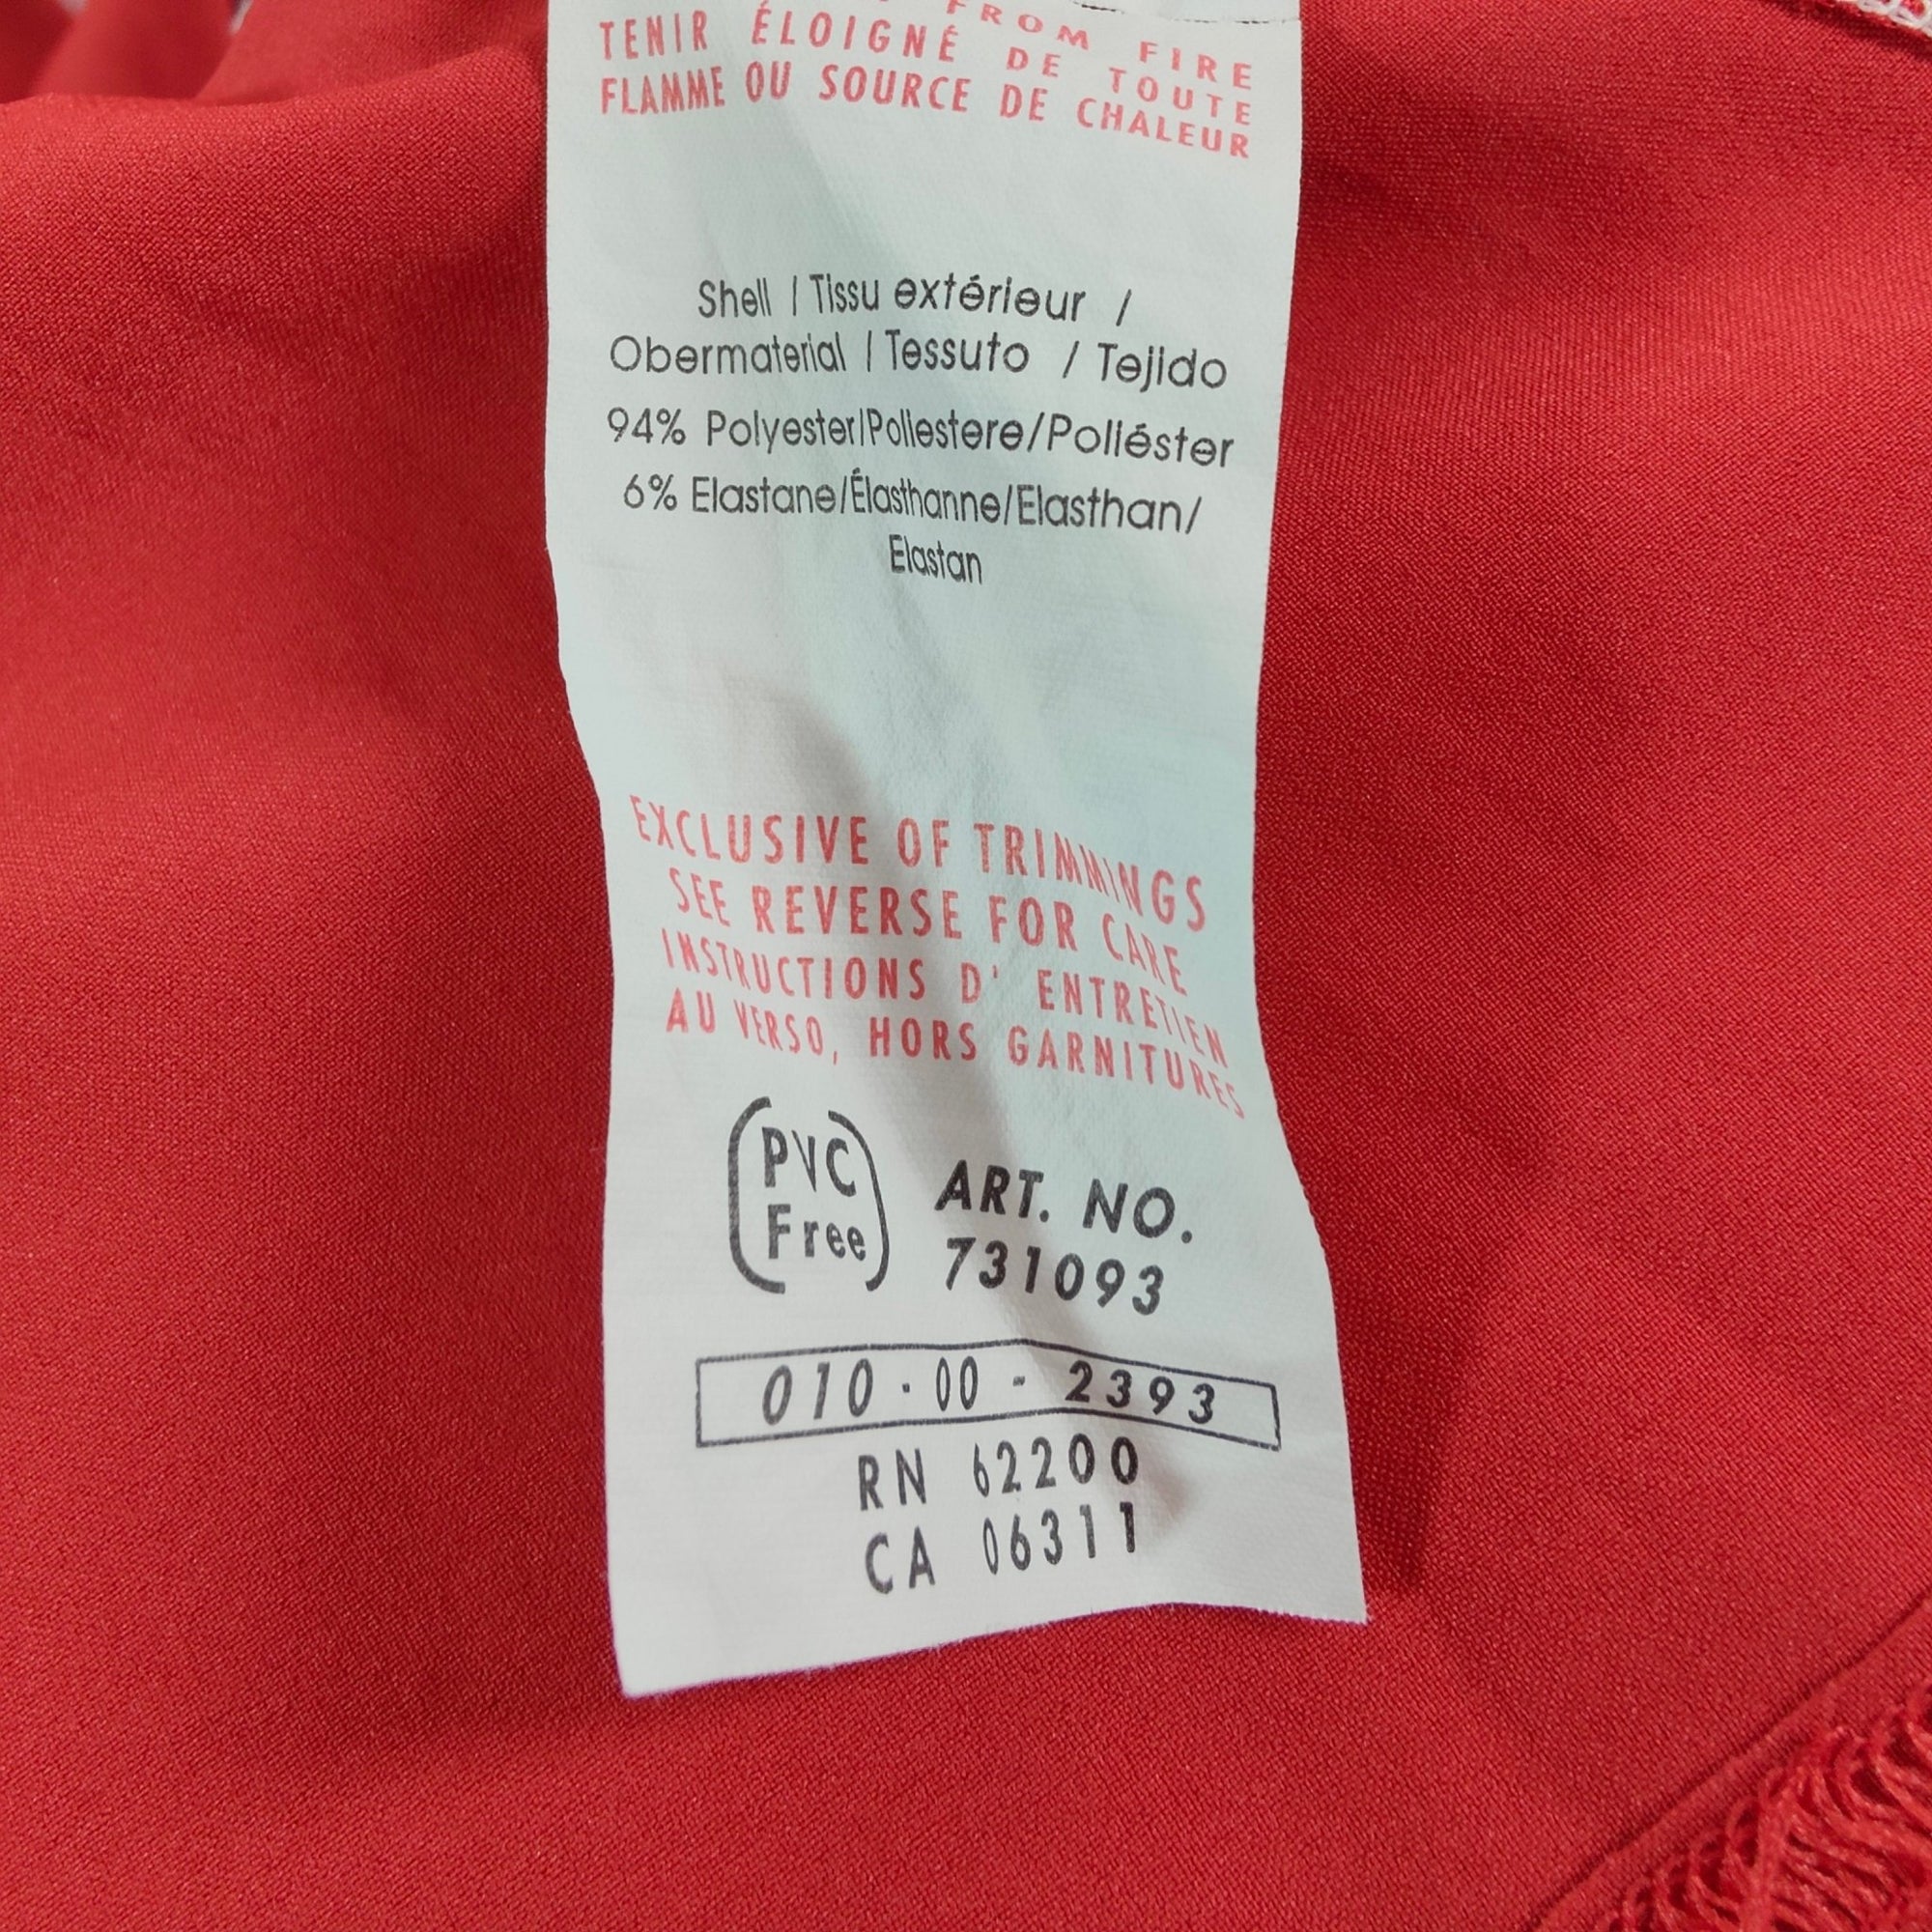 FROM FIRE
TENIR ÉLOIGNÉ DE TOUTE
FLAMME OU SOURCE DE CHALEUR
Shell / Tissu extérieur /
Obermaterial / Tessuto / Tejido
94% Polyester/Poliestere/Poliéster
6% Elastane/Élasthanne/Elasthan/
Elastan
EXCLUSIVE OF TRIMMINGS
SEE REVERSE FOR CARE
INSTRUCTIONS D' ENTRETIEN
AU VERSO, HORS GARNITURES
PVC
Free
ART. NO.
731093
010-00-2393
RN 62200
CA 06311